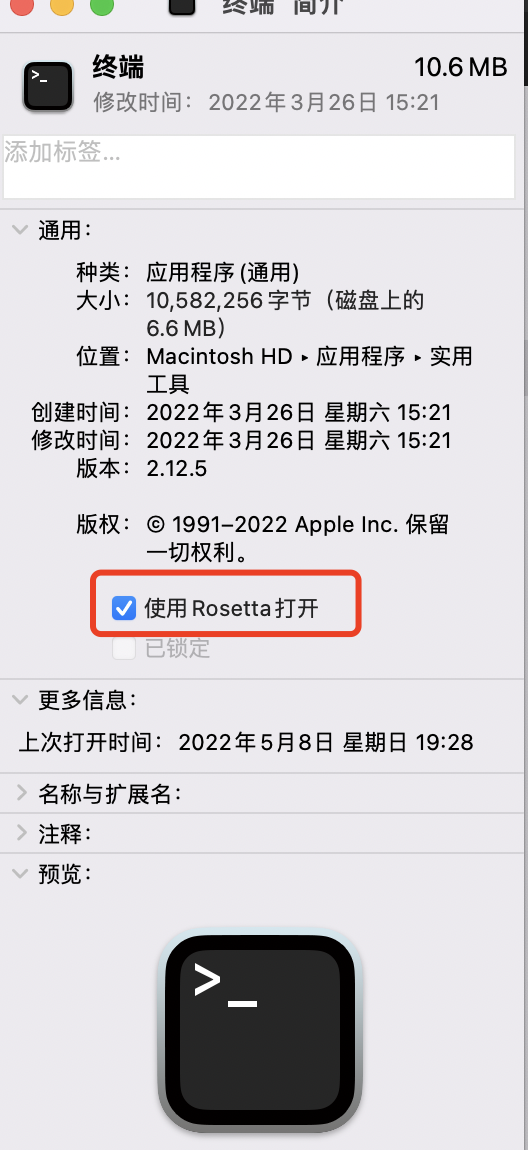 终端 简介
终端
10.6 MB
修改时间：2022年3月26日 15:21
添加标签...
通用：
种类：应用程序 (通用)
大小：10,582,256 字节（磁盘上的
6.6 MB）
位置：Macintosh HD ▸ 应用程序 ▸ 实用
工具
创建时间：2022年3月26日 星期六 15:21
修改时间：2022年3月26日 星期六 15:21
版本：2.12.5
版权：© 1991–2022 Apple Inc. 保留
一切权利。
使用 Rosetta 打开
已锁定
更多信息：
上次打开时间：2022年5月8日 星期日 19:28
名称与扩展名：
注释：
预览：
>_